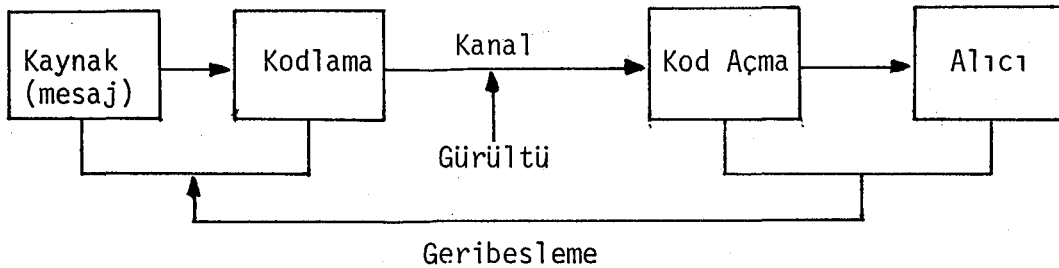 Kaynak
(mesaj)
Kodlama
Kanal
Kod Açma
Alıcı
Gürültü
Geribesleme